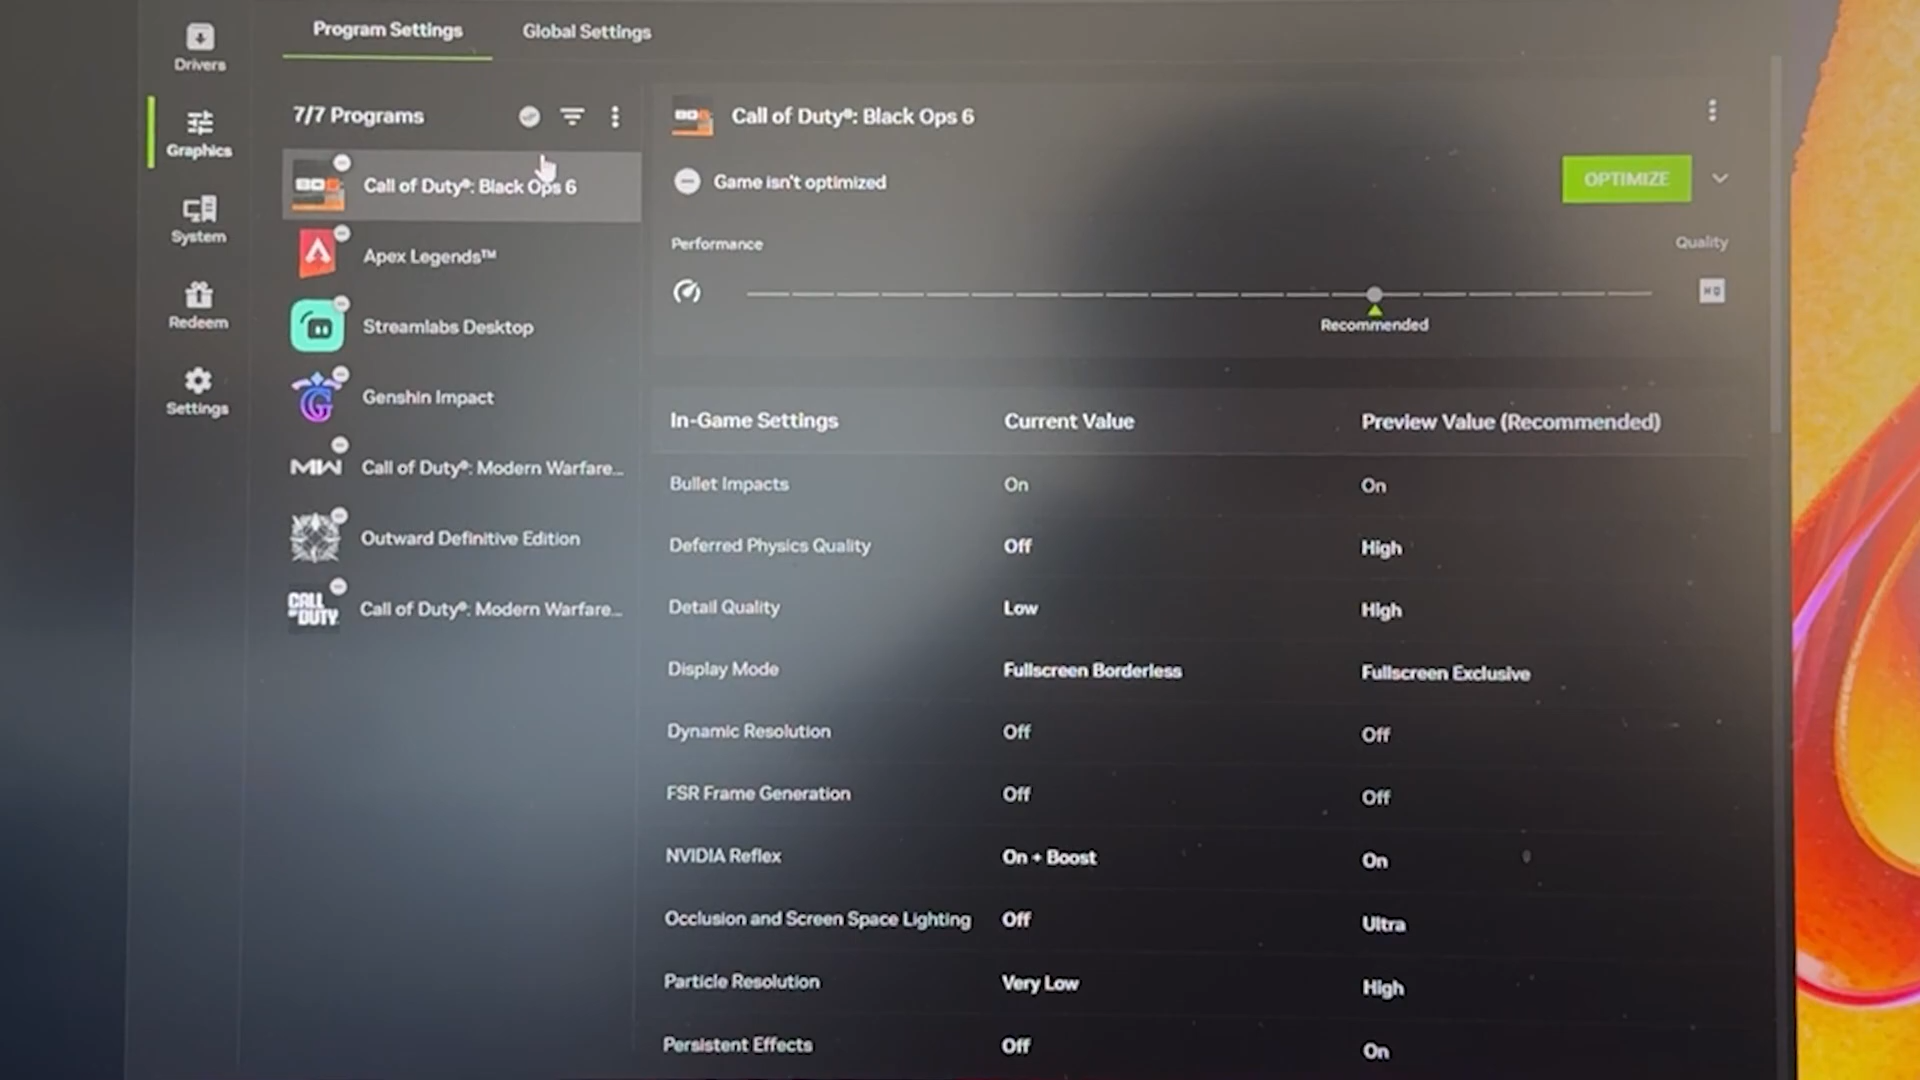 Program Settings
Global Settings
Drivers
Graphics
System
Redeem
Settings
7/7 Programs
Call of Duty®: Black Ops 6
Apex Legends™
Streamlabs Desktop
Genshin Impact
MW
Call of Duty®: Modern Warfare...
Outward Definitive Edition
CALL OF DUTY
Call of Duty®: Modern Warfare...
Call of Duty®: Black Ops 6
Game isn't optimized
OPTIMIZE
Performance
Quality
HQ
Recommended
In-Game Settings Current Value Preview Value (Recommended)
Bullet Impacts On On
Deferred Physics Quality Off High
Detail Quality Low High
Display Mode Fullscreen Borderless Fullscreen Exclusive
Dynamic Resolution Off Off
FSR Frame Generation Off Off
NVIDIA Reflex On + Boost On
Occlusion and Screen Space Lighting Off Ultra
Particle Resolution Very Low High
Persistent Effects Off On